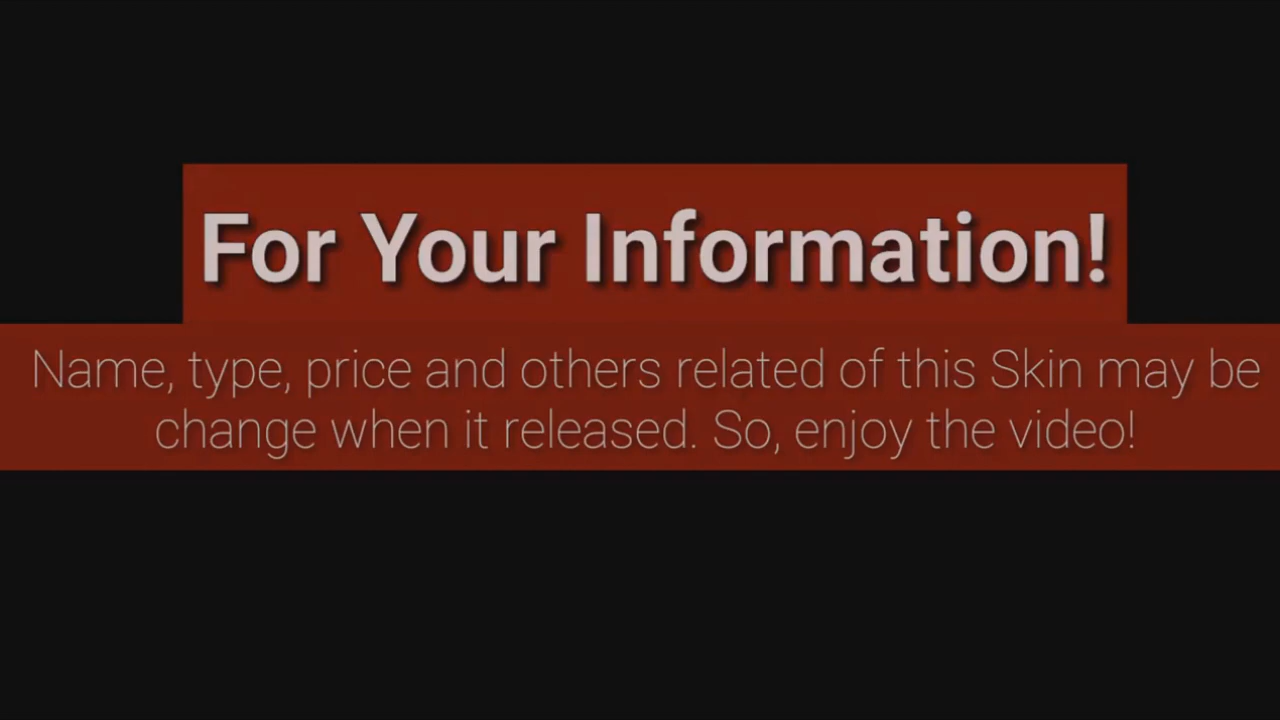 For Your Information!
Name, type, price and others related of this Skin may be
change when it released. So, enjoy the video!